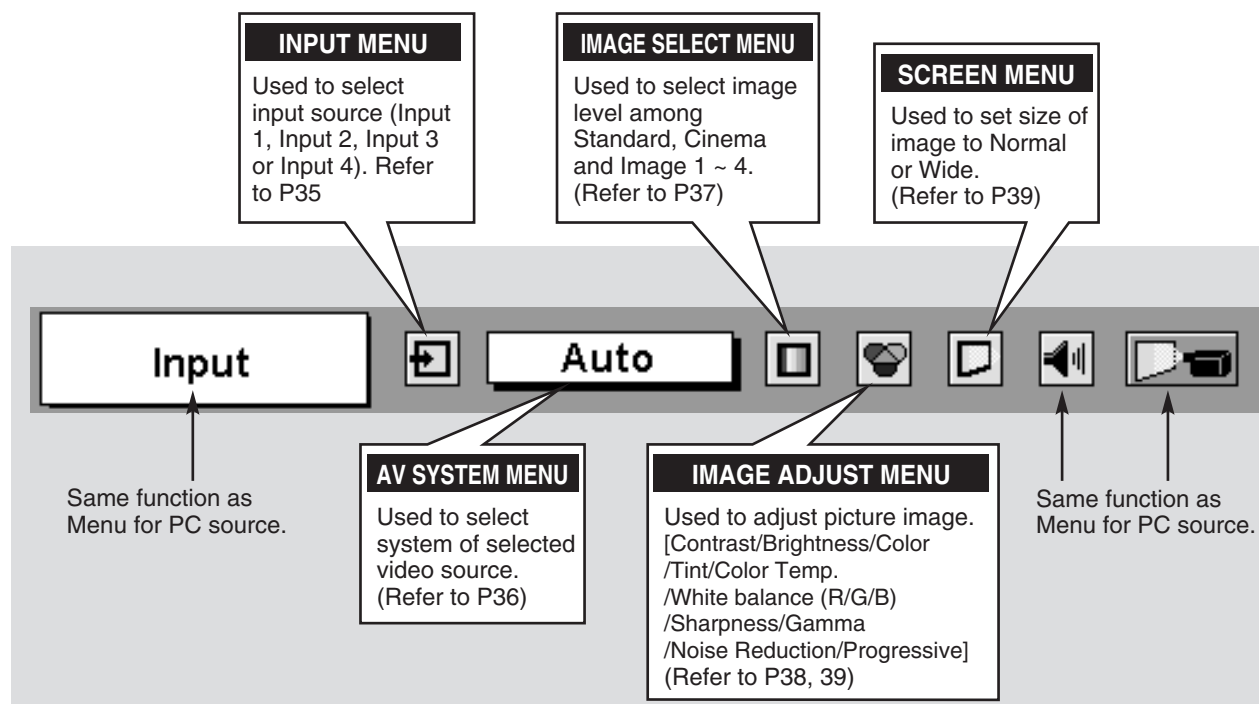 INPUT MENU
Used to select
input source (Input
1, Input 2, Input 3
or Input 4). Refer
to P35
IMAGE SELECT MENU
Used to select image
level among
Standard, Cinema
and Image 1 ~ 4.
(Refer to P37)
SCREEN MENU
Used to set size of
image to Normal
or Wide.
(Refer to P39)
Input
Auto
Same function as
Menu for PC source.
AV SYSTEM MENU
Used to select
system of selected
video source.
(Refer to P36)
IMAGE ADJUST MENU
Used to adjust picture image.
[Contrast/Brightness/Color
/Tint/Color Temp.
/White balance (R/G/B)
/Sharpness/Gamma
/Noise Reduction/Progressive]
(Refer to P38, 39)
Same function as
Menu for PC source.